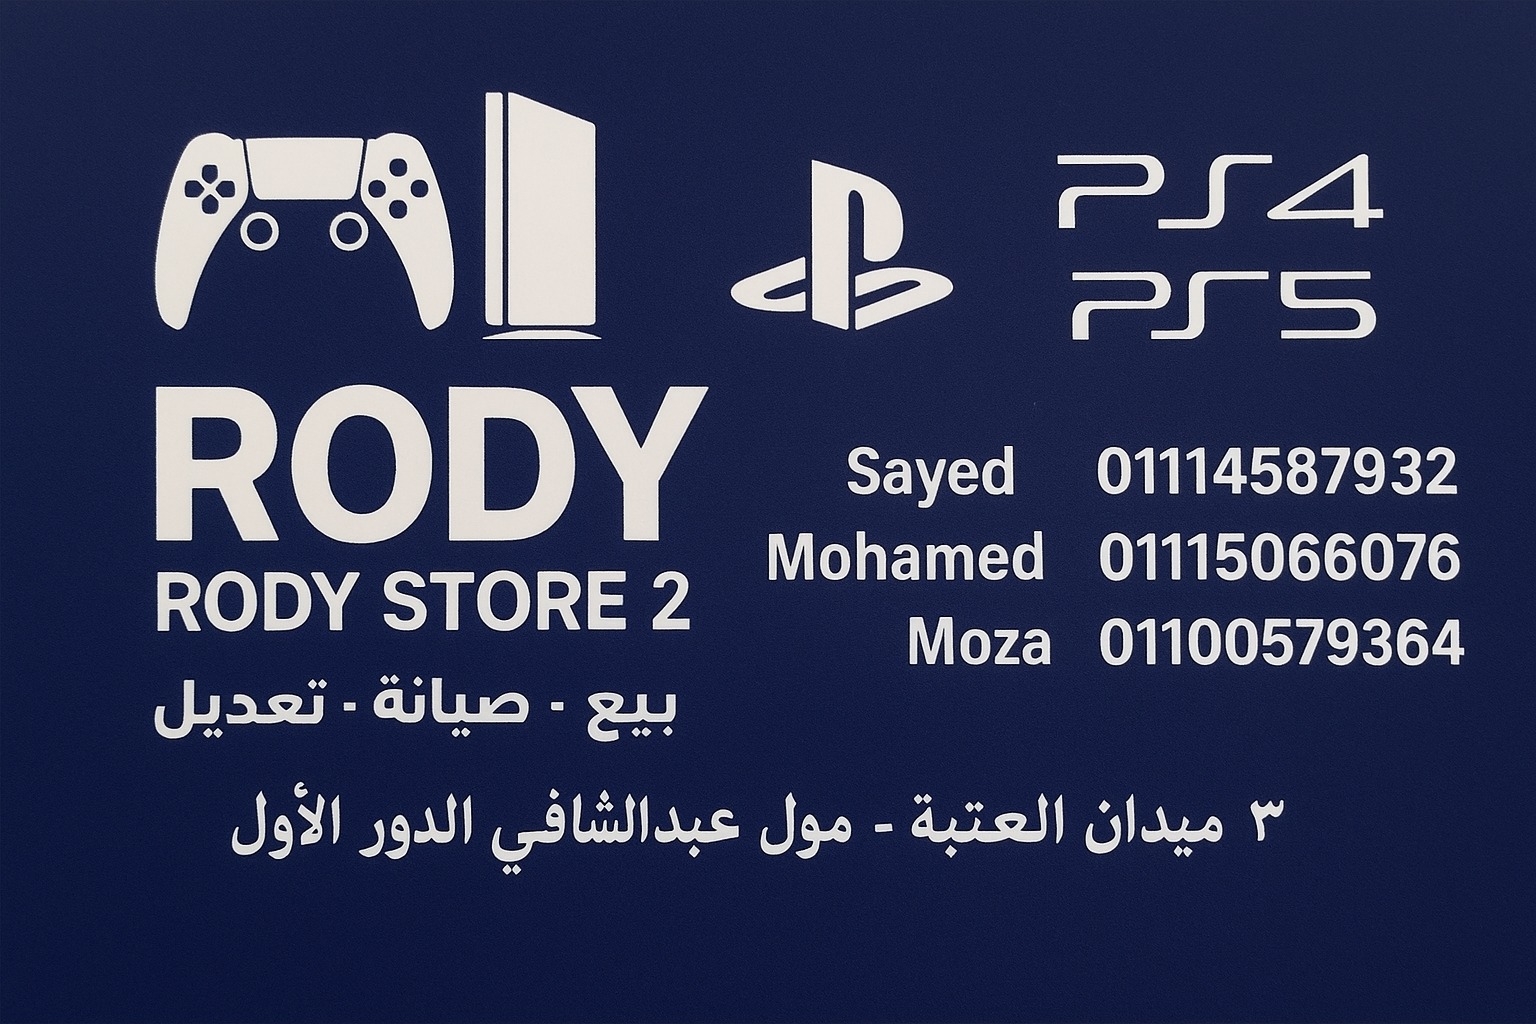 PS4
PS5
RODY
RODY STORE 2
بيع - صيانة - تعديل
Sayed 01114587932
Mohamed 01115066076
Moza 01100579364
٣ ميدان العتبة - مول عبدالشافي الدور الأول